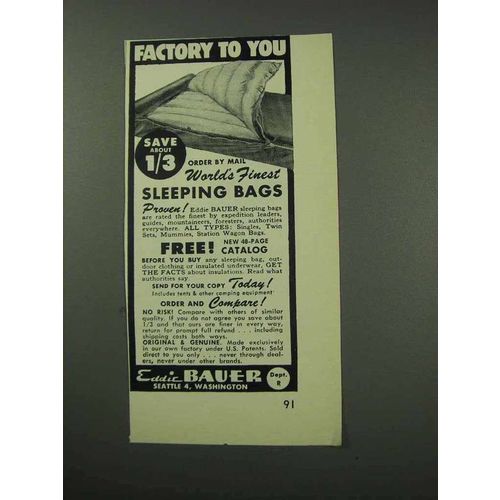 FACTORY TO YOU
SAVE
ABOUT
1/3
ORDER BY MAIL
World's Finest
SLEEPING BAGS
Proven! Eddie BAUER sleeping bags
are rated the finest by expedition leaders,
guides, mountaineers, foresters, authorities
everywhere. ALL TYPES: Singles, Twin
Sets, Mummies, Station Wagon Bags.
FREE! NEW 48-PAGE
CATALOG
BEFORE YOU BUY any sleeping bag, out-
door clothing or insulated underwear, GET
THE FACTS about insulations. Read what
authorities say.
SEND FOR YOUR COPY Today!
Includes tents & other camping equipment
ORDER AND Compare!
NO RISK! Compare with others of similar
quality. If you do not agree you save about
1/3 and that ours are finer in every way,
return for prompt full refund . . . including
shipping costs both ways.
ORIGINAL & GENUINE. Made exclusively
in our own factory under U.S. Patents. Sold
direct to you only . . . never through deal-
ers, never under other brands.
Eddie BAUER
SEATTLE 4, WASHINGTON
Dept.
R
91